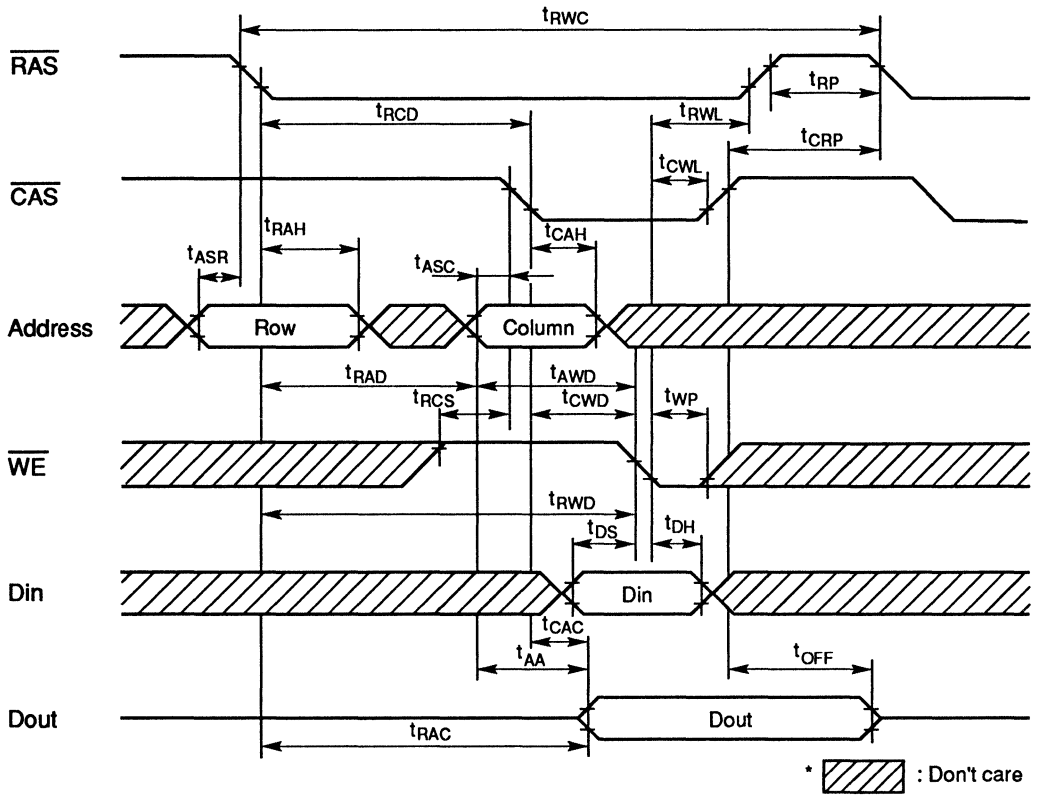 tRWC
RAS
tRP
tRCD
tRWL
tCRP
tCWL
CAS
tRAH
tCAH
tASR
tASC
Address
Row
Column
tRAD
tAWD
tRCS
tCWD
tWP
WE
tRWD
tDS
tDH
Din
Din
tCAC
tAA
tOFF
Dout
Dout
tRAC
* : Don't care